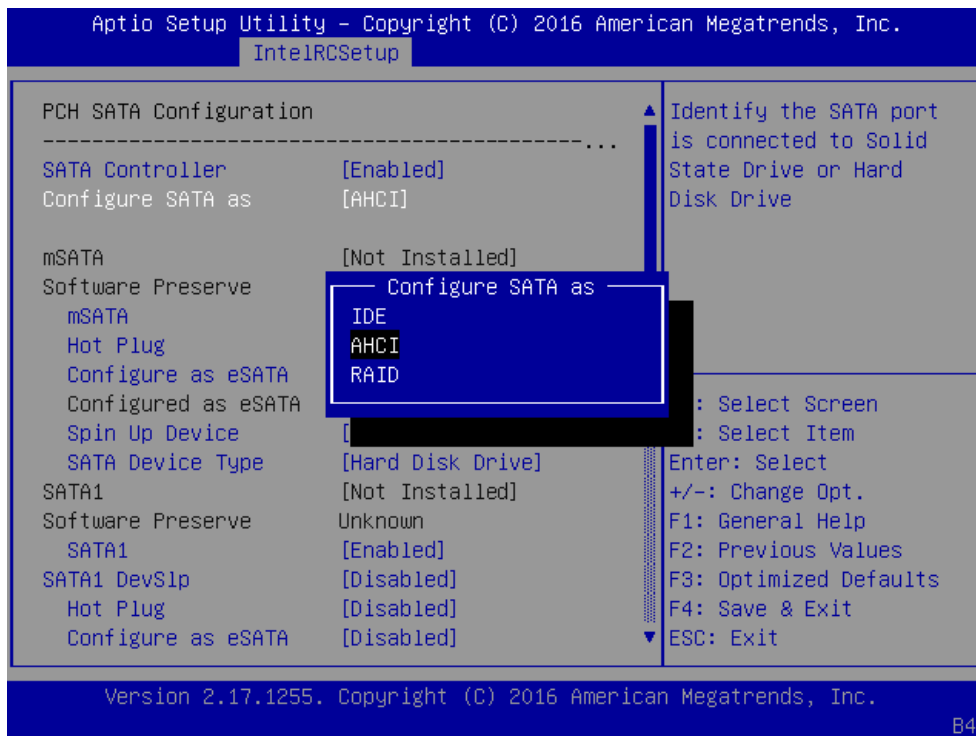 Aptio Setup Utility – Copyright (C) 2016 American Megatrends, Inc.
IntelRCSetup
PCH SATA Configuration
---------------------------------------------...
SATA Controller [Enabled]
Configure SATA as [AHCI]
mSATA [Not Installed]
Software Preserve
mSATA
Hot Plug
Configure as eSATA
Configured as eSATA
Spin Up Device [
SATA Device Type [Hard Disk Drive]
SATA1 [Not Installed]
Software Preserve Unknown
SATA1 [Enabled]
SATA1 DevSlp [Disabled]
Hot Plug [Disabled]
Configure as eSATA [Disabled]
Configure SATA as
IDE
AHCI
RAID
Identify the SATA port
is connected to Solid
State Drive or Hard
Disk Drive
: Select Screen
: Select Item
Enter: Select
+/-: Change Opt.
F1: General Help
F2: Previous Values
F3: Optimized Defaults
F4: Save & Exit
ESC: Exit
Version 2.17.1255. Copyright (C) 2016 American Megatrends, Inc.
B4